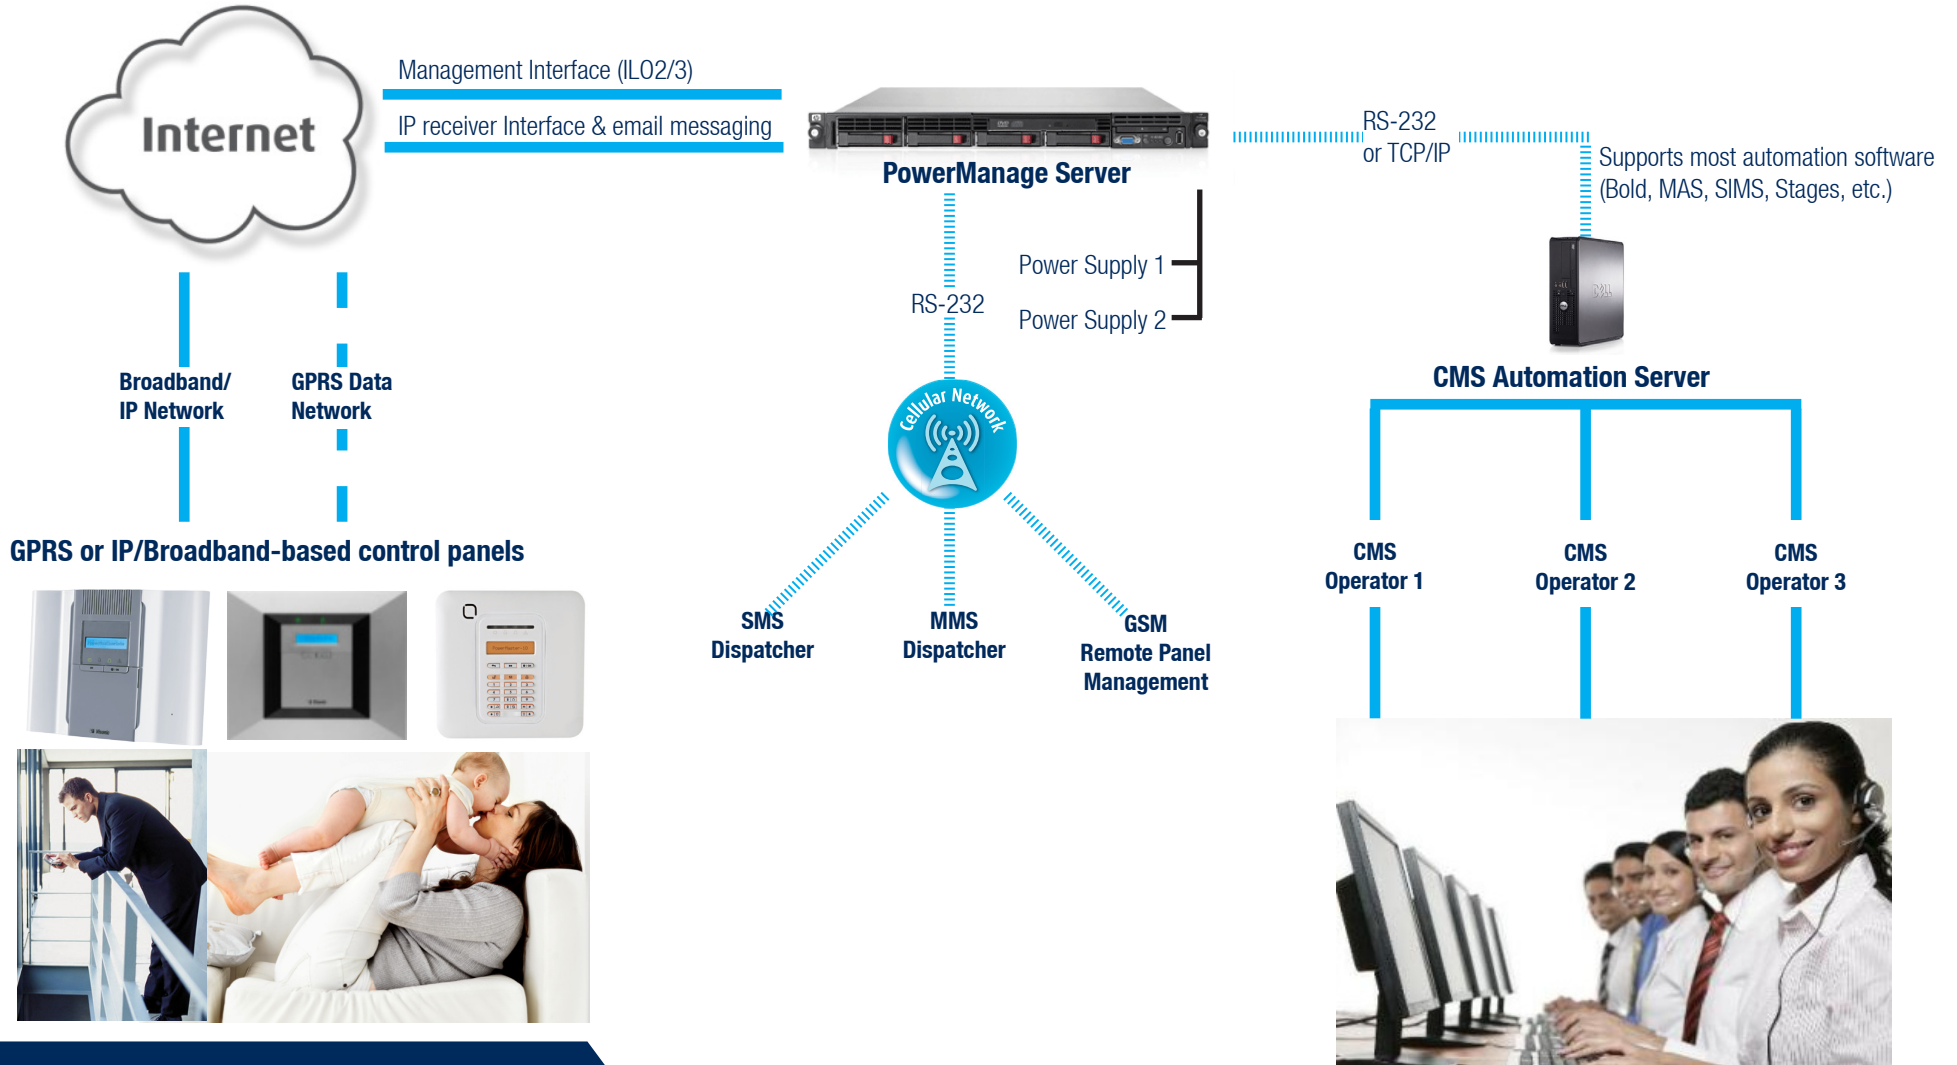 Internet
Management Interface (ILO2/3)
IP receiver Interface & email messaging
PowerManage Server
RS-232
or TCP/IP
Supports most automation software
(Bold, MAS, SIMS, Stages, etc.)
Power Supply 1
Power Supply 2
RS-232
Cellular Network
Broadband/
IP Network
GPRS Data
Network
CMS Automation Server
DELL
GPRS or IP/Broadband-based control panels
CMS
Operator 1
CMS
Operator 2
CMS
Operator 3
SMS
Dispatcher
MMS
Dispatcher
GSM
Remote Panel
Management